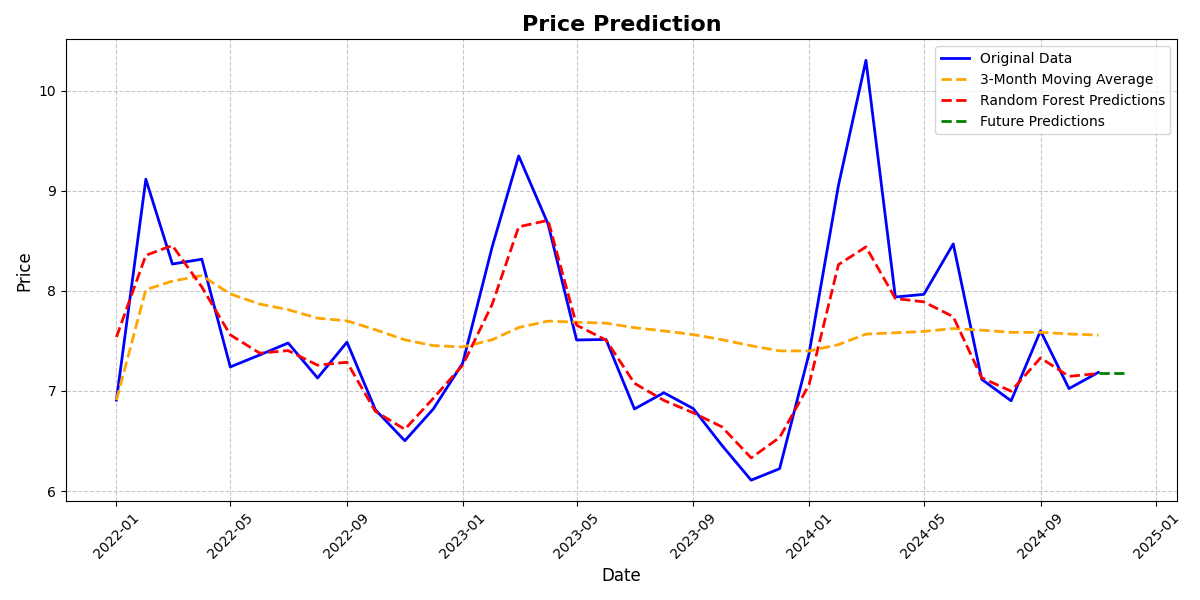 Price Prediction
Original Data
3-Month Moving Average
Random Forest Predictions
Future Predictions
Price
10
9
8
7
6
2022-01
2022-05
2022-09
2023-01
2023-05
2023-09
2024-01
2024-05
2024-09
2025-01
Date